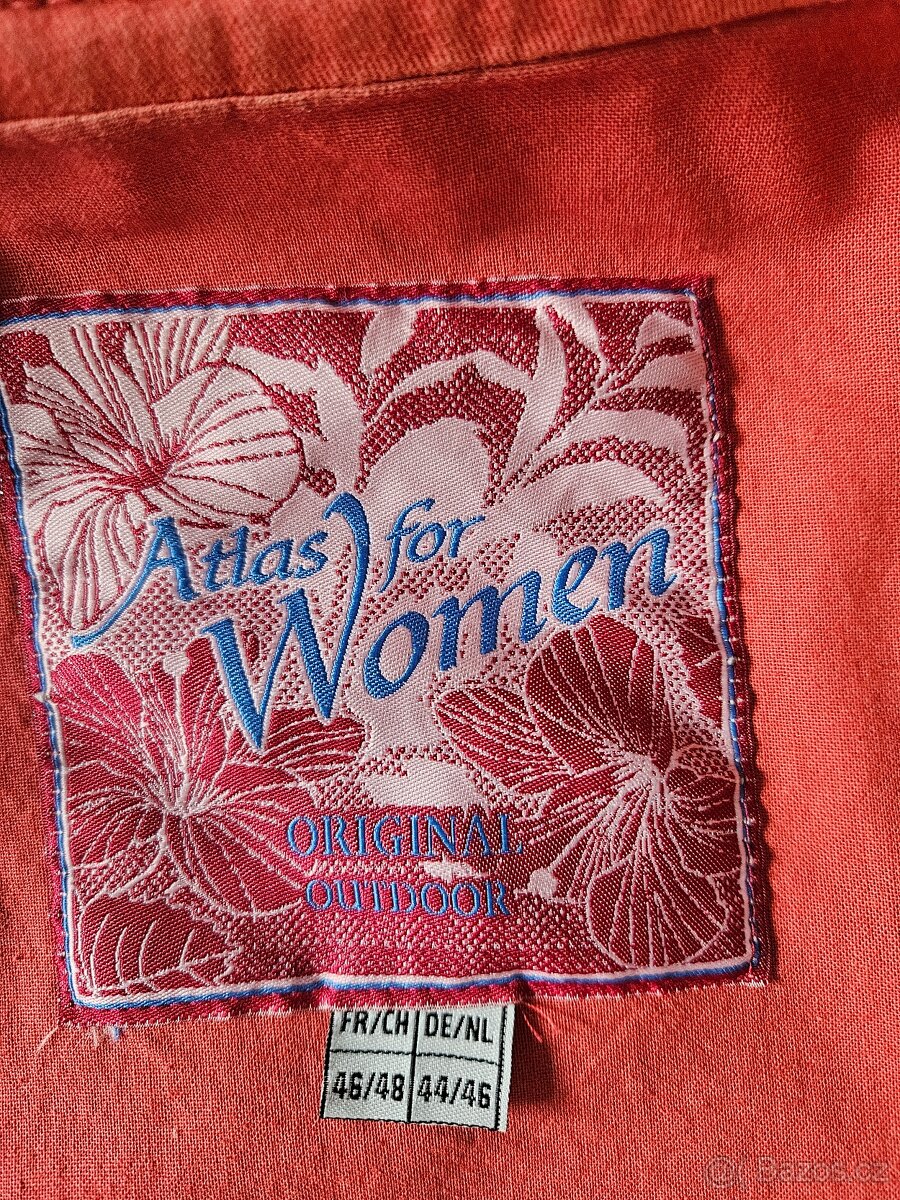 Atlas for
Women
ORIGINAL
OUTDOOR
FR/CH DE/NL
46/48 44/46
Bazos.cz